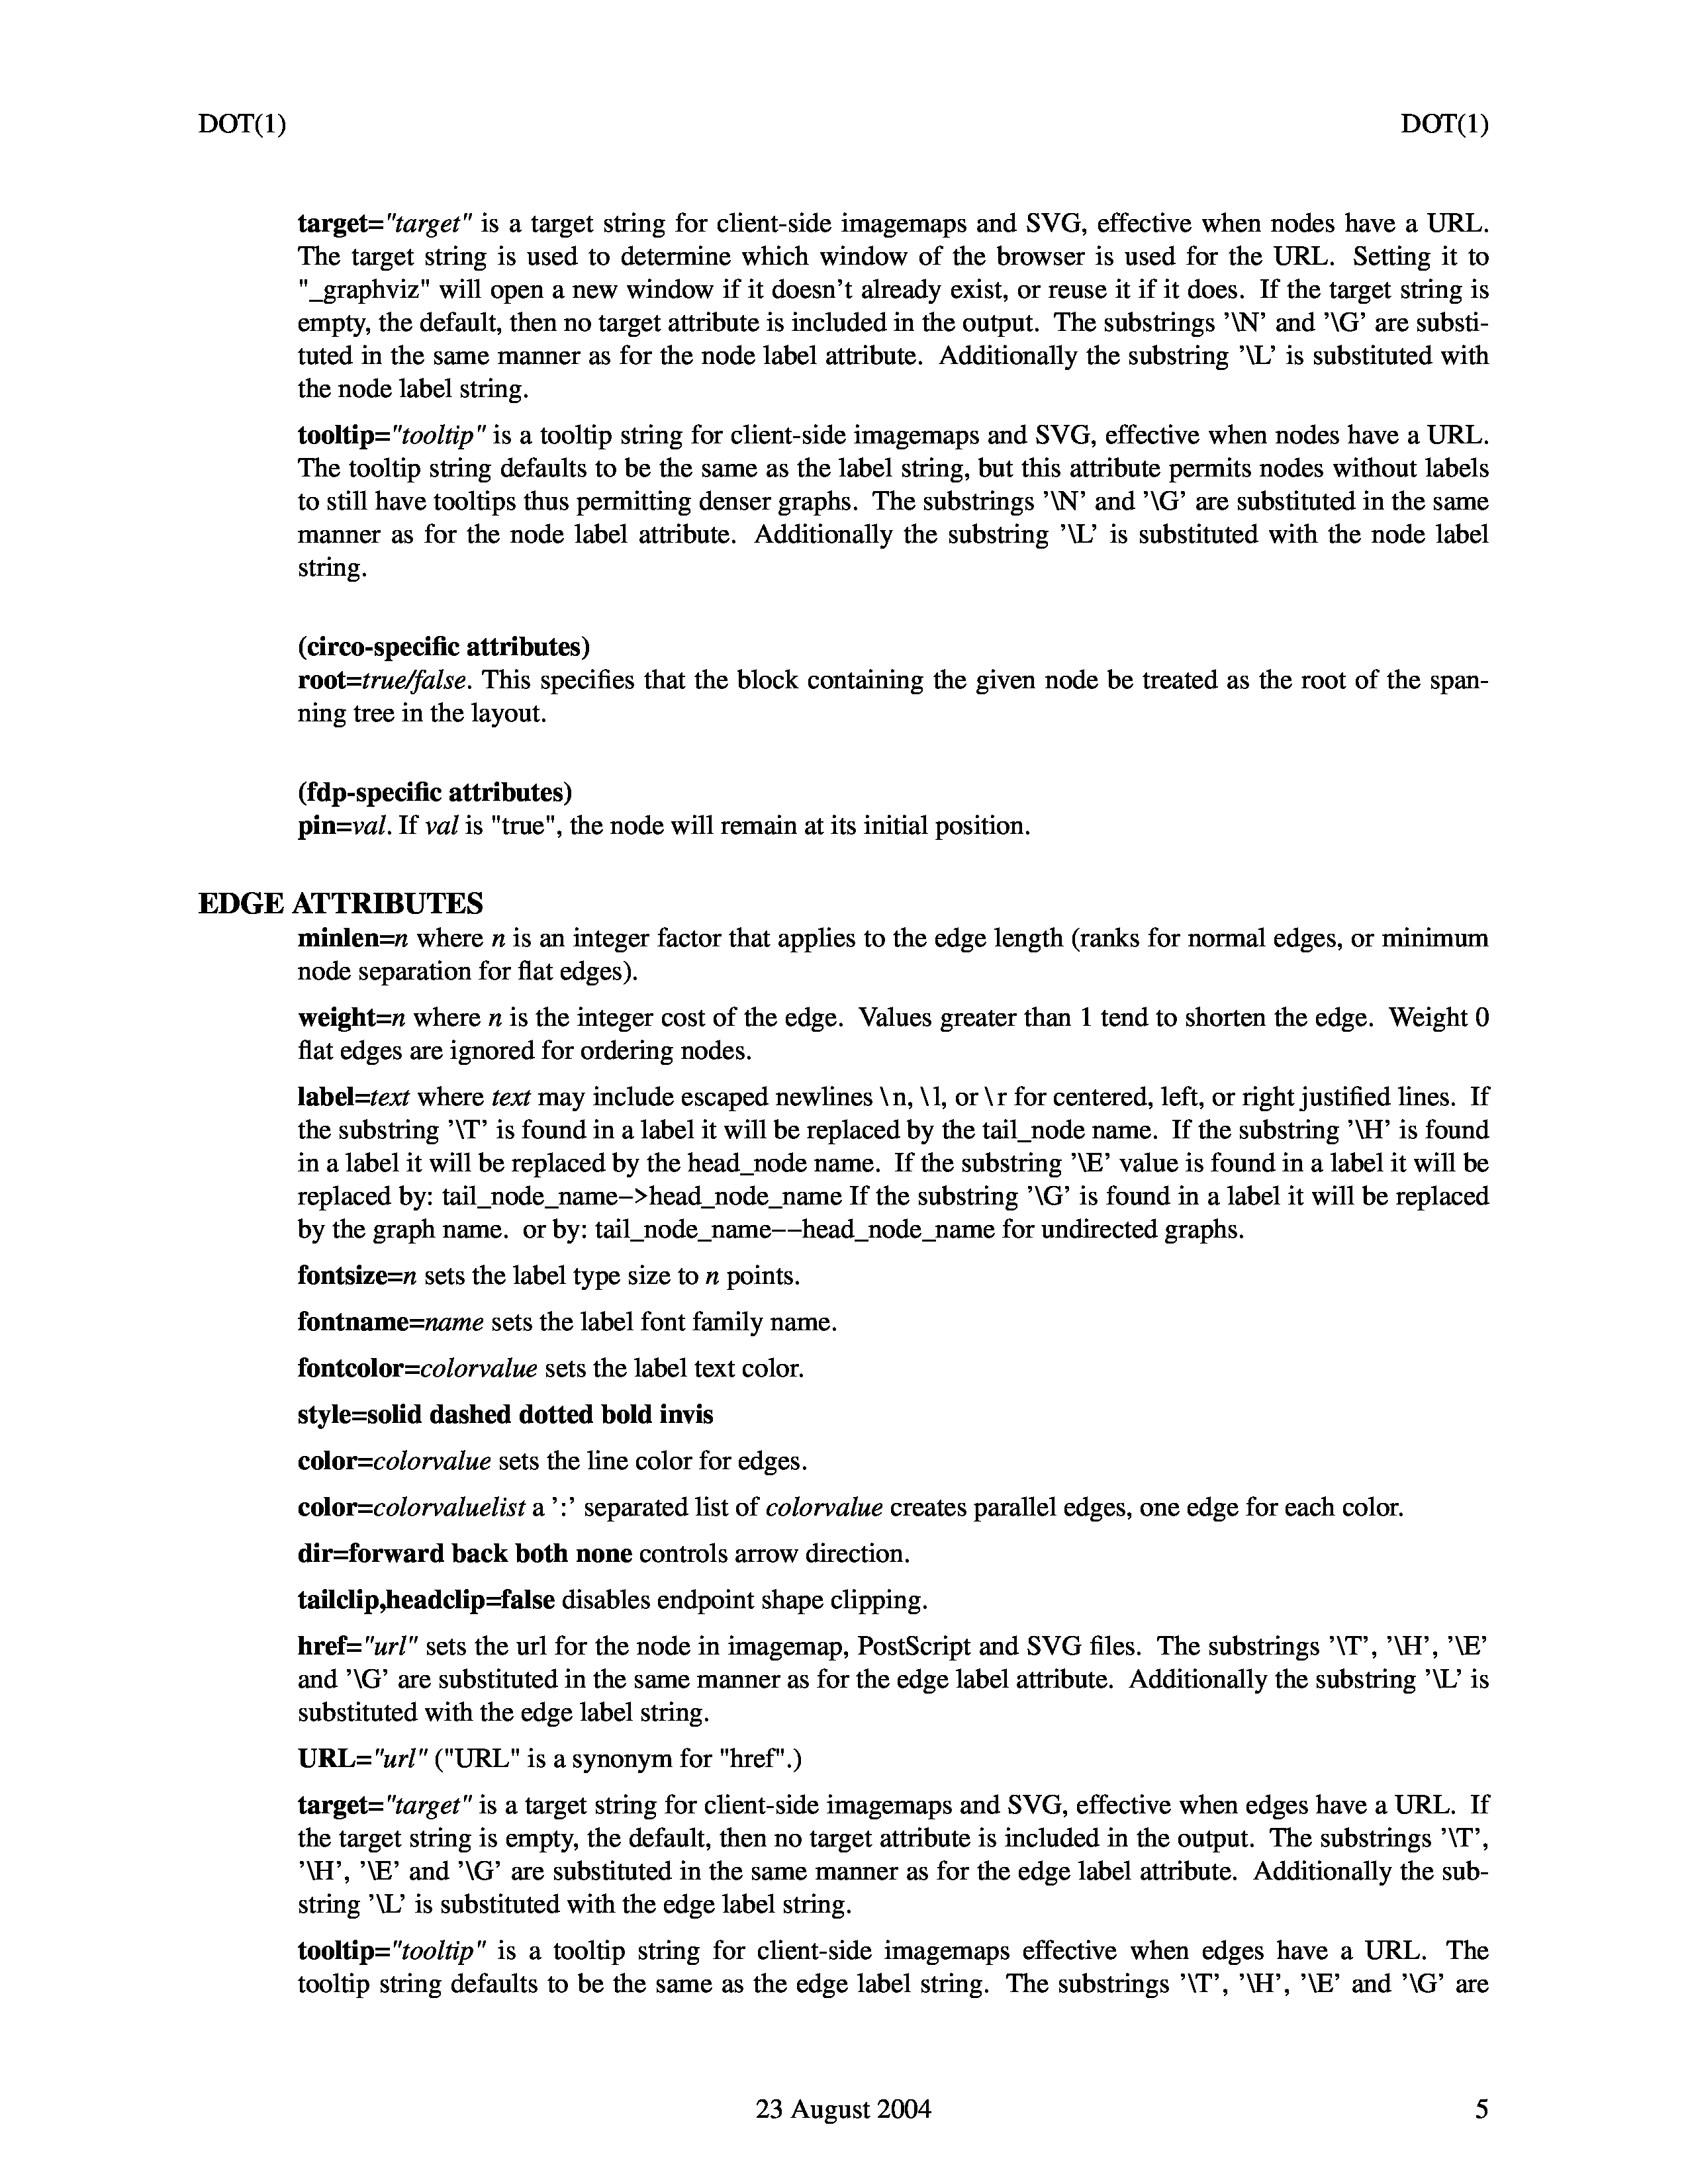 DOT(1) DOT(1)
target="target" is a target string for client-side imagemaps and SVG, effective when nodes have a URL.
The target string is used to determine which window of the browser is used for the URL. Setting it to
"_graphviz" will open a new window if it doesn’t already exist, or reuse it if it does. If the target string is
empty, the default, then no target attribute is included in the output. The substrings ’\N’ and ’\G’ are substi-
tuted in the same manner as for the node label attribute. Additionally the substring ’\L’ is substituted with
the node label string.
tooltip="tooltip" is a tooltip string for client-side imagemaps and SVG, effective when nodes have a URL.
The tooltip string defaults to be the same as the label string, but this attribute permits nodes without labels
to still have tooltips thus permitting denser graphs. The substrings ’\N’ and ’\G’ are substituted in the same
manner as for the node label attribute. Additionally the substring ’\L’ is substituted with the node label
string.
(circo-specific attributes)
root=true/false. This specifies that the block containing the given node be treated as the root of the span-
ning tree in the layout.
(fdp-specific attributes)
pin=val. If val is "true", the node will remain at its initial position.
EDGE ATTRIBUTES
minlen=n where n is an integer factor that applies to the edge length (ranks for normal edges, or minimum
node separation for flat edges).
weight=n where n is the integer cost of the edge. Values greater than 1 tend to shorten the edge. Weight 0
flat edges are ignored for ordering nodes.
label=text where text may include escaped newlines \n, \l, or \r for centered, left, or right justified lines. If
the substring ’\T’ is found in a label it will be replaced by the tail_node name. If the substring ’\H’ is found
in a label it will be replaced by the head_node name. If the substring ’\E’ value is found in a label it will be
replaced by: tail_node_name−>head_node_name If the substring ’\G’ is found in a label it will be replaced
by the graph name. or by: tail_node_name−−head_node_name for undirected graphs.
fontsize=n sets the label type size to n points.
fontname=name sets the label font family name.
fontcolor=colorvalue sets the label text color.
style=solid dashed dotted bold invis
color=colorvalue sets the line color for edges.
color=colorvaluelist a ’:’ separated list of colorvalue creates parallel edges, one edge for each color.
dir=forward back both none controls arrow direction.
tailclip,headclip=false disables endpoint shape clipping.
href="url" sets the url for the node in imagemap, PostScript and SVG files. The substrings ’\T’, ’\H’, ’\E’
and ’\G’ are substituted in the same manner as for the edge label attribute. Additionally the substring ’\L’ is
substituted with the edge label string.
URL="url" ("URL" is a synonym for "href".)
target="target" is a target string for client-side imagemaps and SVG, effective when edges have a URL. If
the target string is empty, the default, then no target attribute is included in the output. The substrings ’\T’,
’\H’, ’\E’ and ’\G’ are substituted in the same manner as for the edge label attribute. Additionally the sub-
string ’\L’ is substituted with the edge label string.
tooltip="tooltip" is a tooltip string for client-side imagemaps effective when edges have a URL. The
tooltip string defaults to be the same as the edge label string. The substrings ’\T’, ’\H’, ’\E’ and ’\G’ are
23 August 2004 5